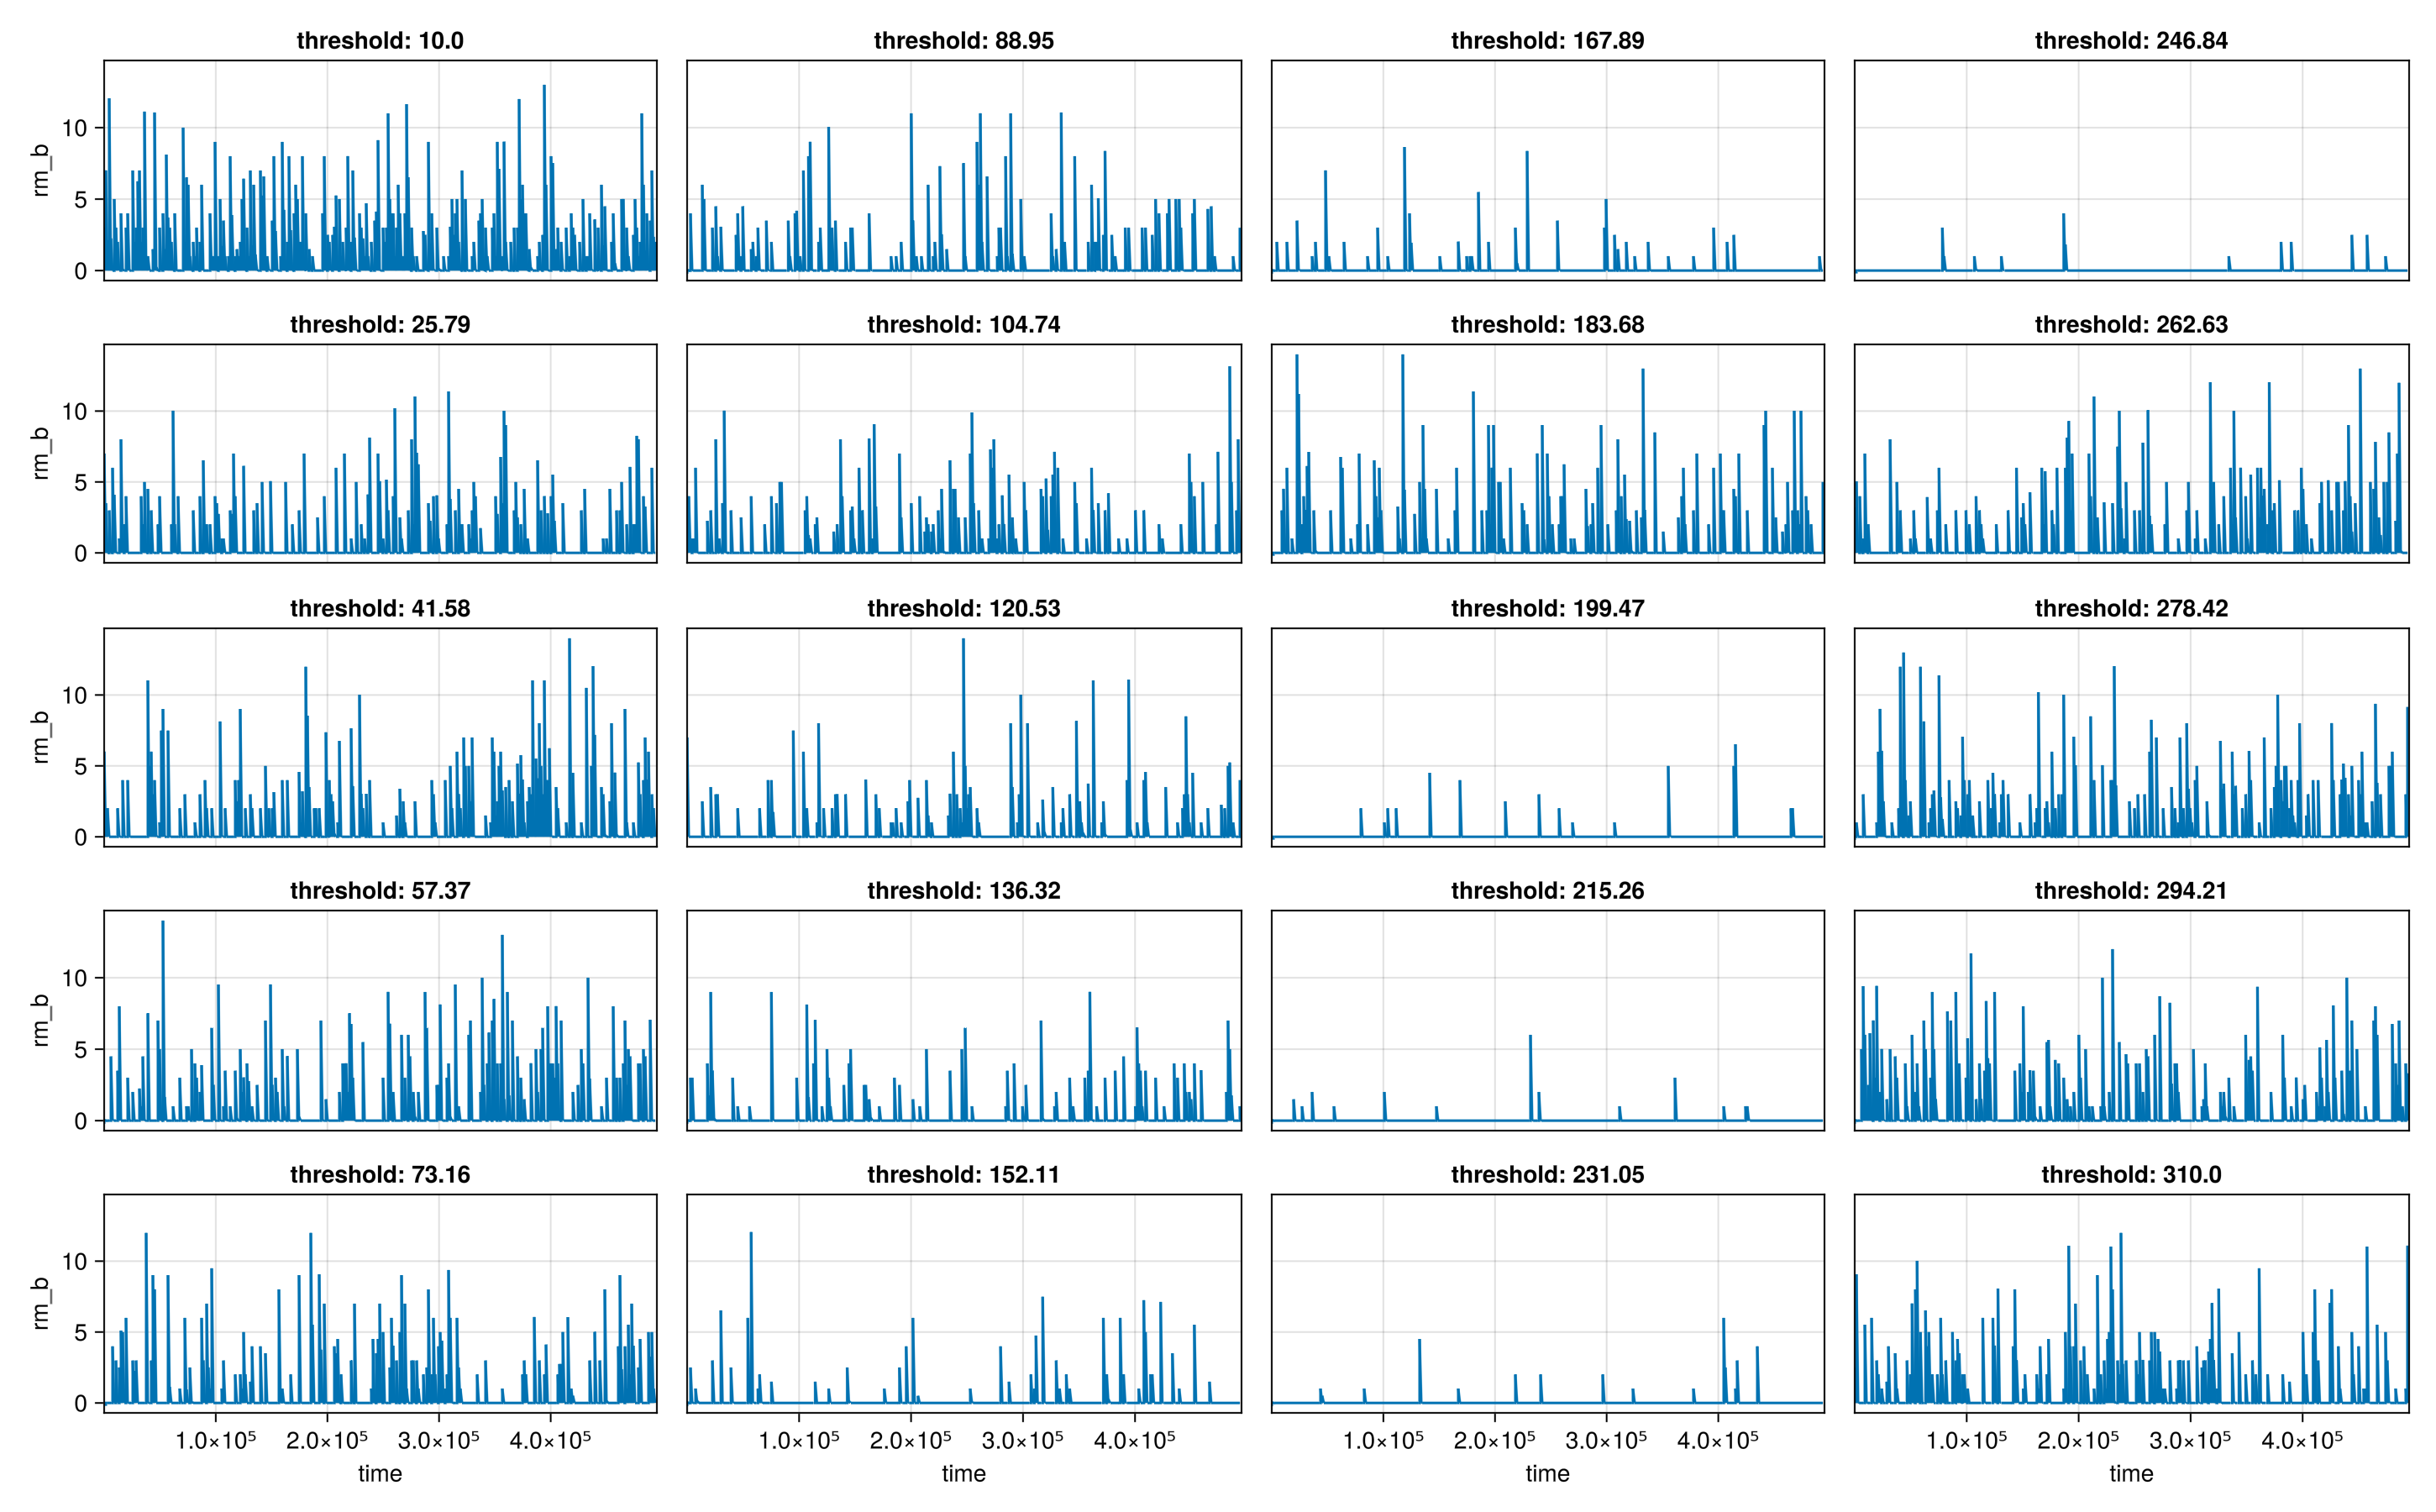 threshold: 10.0
threshold: 88.95
threshold: 167.89
threshold: 246.84
rm_b
10
5
0
threshold: 25.79
threshold: 104.74
threshold: 183.68
threshold: 262.63
rm_b
10
5
0
threshold: 41.58
threshold: 120.53
threshold: 199.47
threshold: 278.42
rm_b
10
5
0
threshold: 57.37
threshold: 136.32
threshold: 215.26
threshold: 294.21
rm_b
10
5
0
threshold: 73.16
threshold: 152.11
threshold: 231.05
threshold: 310.0
rm_b
10
5
0
1.0×10⁵ 2.0×10⁵ 3.0×10⁵ 4.0×10⁵
1.0×10⁵ 2.0×10⁵ 3.0×10⁵ 4.0×10⁵
1.0×10⁵ 2.0×10⁵ 3.0×10⁵ 4.0×10⁵
1.0×10⁵ 2.0×10⁵ 3.0×10⁵ 4.0×10⁵
time
time
time
time